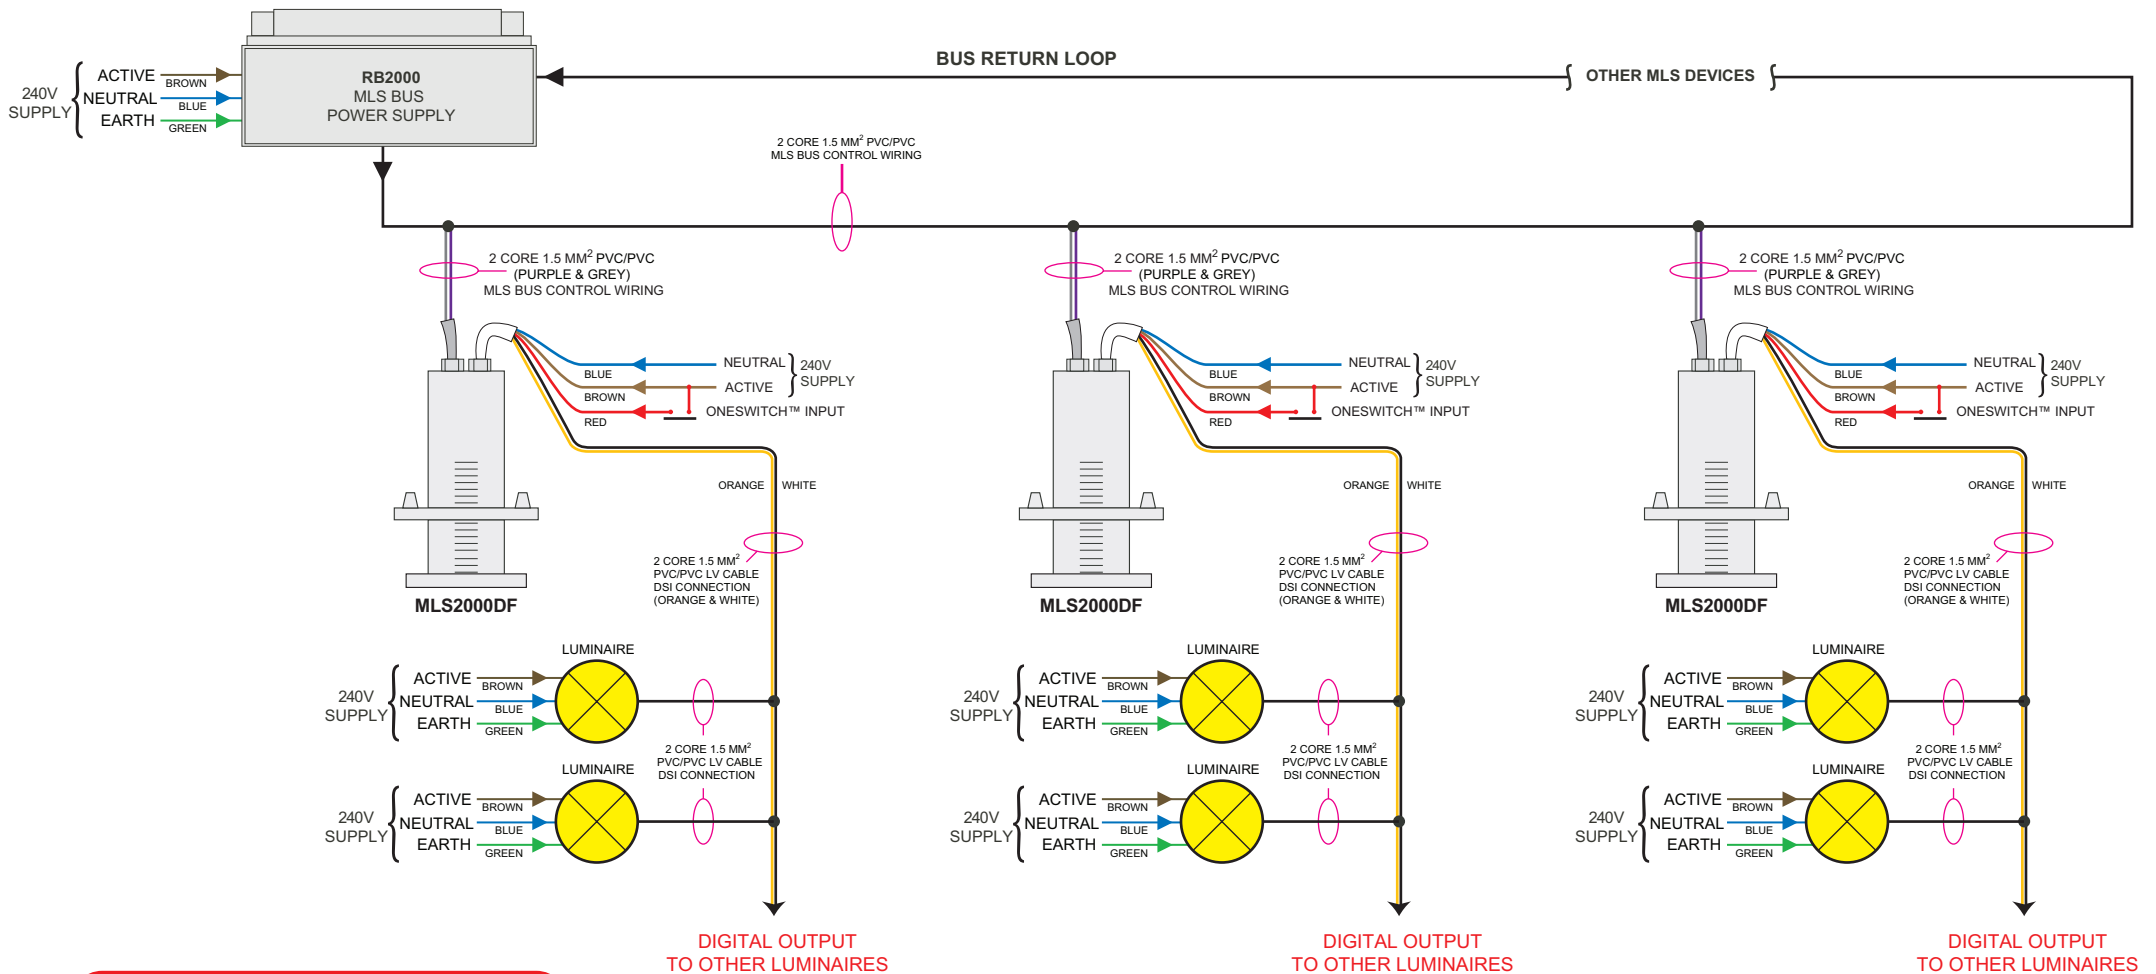 BUS RETURN LOOP
OTHER MLS DEVICES
240V
SUPPLY
ACTIVE
BROWN
NEUTRAL
BLUE
EARTH
GREEN
RB2000
MLS BUS
POWER SUPPLY
2 CORE 1.5 MM² PVC/PVC
MLS BUS CONTROL WIRING
2 CORE 1.5 MM² PVC/PVC
(PURPLE & GREY)
MLS BUS CONTROL WIRING
NEUTRAL
BLUE
ACTIVE
BROWN
240V
SUPPLY
ONESWITCH™ INPUT
RED
ORANGE
WHITE
2 CORE 1.5 MM²
PVC/PVC LV CABLE
DSI CONNECTION
(ORANGE & WHITE)
MLS2000DF
LUMINAIRE
240V
SUPPLY
ACTIVE
BROWN
NEUTRAL
BLUE
EARTH
GREEN
2 CORE 1.5 MM²
PVC/PVC LV CABLE
DSI CONNECTION
LUMINAIRE
240V
SUPPLY
ACTIVE
BROWN
NEUTRAL
BLUE
EARTH
GREEN
DIGITAL OUTPUT
TO OTHER LUMINAIRES
2 CORE 1.5 MM² PVC/PVC
(PURPLE & GREY)
MLS BUS CONTROL WIRING
NEUTRAL
BLUE
ACTIVE
BROWN
240V
SUPPLY
ONESWITCH™ INPUT
RED
ORANGE
WHITE
2 CORE 1.5 MM²
PVC/PVC LV CABLE
DSI CONNECTION
(ORANGE & WHITE)
MLS2000DF
LUMINAIRE
240V
SUPPLY
ACTIVE
BROWN
NEUTRAL
BLUE
EARTH
GREEN
2 CORE 1.5 MM²
PVC/PVC LV CABLE
DSI CONNECTION
LUMINAIRE
240V
SUPPLY
ACTIVE
BROWN
NEUTRAL
BLUE
EARTH
GREEN
DIGITAL OUTPUT
TO OTHER LUMINAIRES
2 CORE 1.5 MM² PVC/PVC
(PURPLE & GREY)
MLS BUS CONTROL WIRING
NEUTRAL
BLUE
ACTIVE
BROWN
240V
SUPPLY
ONESWITCH™ INPUT
RED
ORANGE
WHITE
2 CORE 1.5 MM²
PVC/PVC LV CABLE
DSI CONNECTION
(ORANGE & WHITE)
MLS2000DF
LUMINAIRE
240V
SUPPLY
ACTIVE
BROWN
NEUTRAL
BLUE
EARTH
GREEN
2 CORE 1.5 MM²
PVC/PVC LV CABLE
DSI CONNECTION
LUMINAIRE
240V
SUPPLY
ACTIVE
BROWN
NEUTRAL
BLUE
EARTH
GREEN
DIGITAL OUTPUT
TO OTHER LUMINAIRES